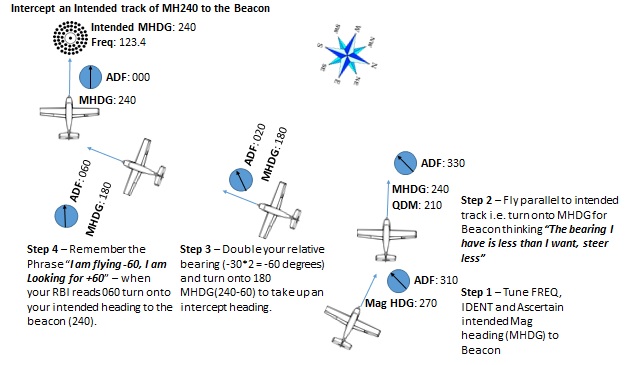 Intercept an Intended track of MH240 to the Beacon
Intended MHDG: 240
Freq: 123.4
ADF: 000
MHDG: 240
ADF: 060
MHDG: 180
ADF: 020
MHDG: 180
ADF: 330
MHDG: 240
QDM: 210
ADF: 310
Mag HDG: 270
Step 4 – Remember the
Phrase “I am flying -60, I am
Looking for +60” – when
your RBI reads 060 turn onto
your intended heading to the
beacon (240).
Step 3 – Double your relative
bearing (-30*2 = -60 degrees)
and turn onto 180
MHDG(240-60) to take up an
intercept heading.
Step 2 – Fly parallel to intended
track i.e. turn onto MHDG for
Beacon thinking “The bearing I
have is less than I want, steer
less”
Step 1 – Tune FREQ,
IDENT and Ascertain
intended Mag
heading (MHDG) to
Beacon
S
N
E